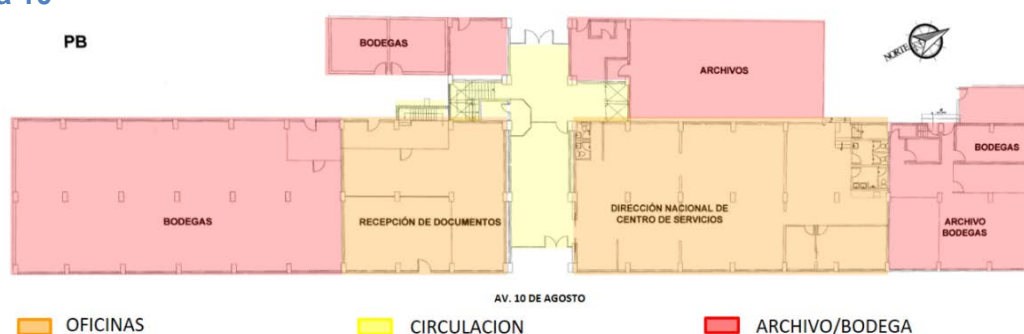 PB
BODEGAS
NORTE
ARCHIVOS
BODEGAS
BODEGAS
RECEPCIÓN DE DOCUMENTOS
DIRECCIÓN NACIONAL DE
CENTRO DE SERVICIOS
ARCHIVO
BODEGAS
AV. 10 DE AGOSTO
OFICINAS
CIRCULACION
ARCHIVO/BODEGA